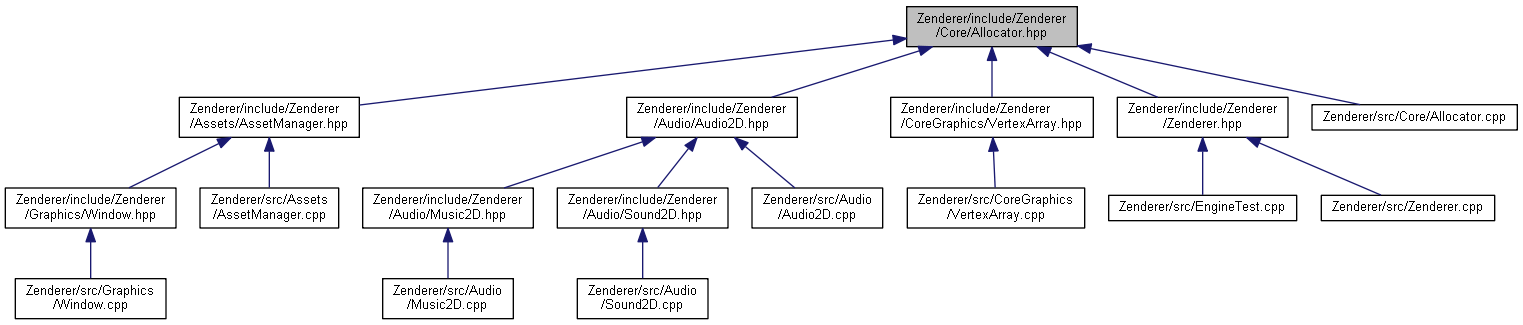 Zenderer/include/Zenderer
/Core/Allocator.hpp
Zenderer/include/Zenderer
/Assets/AssetManager.hpp
Zenderer/include/Zenderer
/Audio/Audio2D.hpp
Zenderer/include/Zenderer
/CoreGraphics/VertexArray.hpp
Zenderer/include/Zenderer
/Zenderer.hpp
Zenderer/src/Core/Allocator.cpp
Zenderer/include/Zenderer
/Graphics/Window.hpp
Zenderer/src/Assets
/AssetManager.cpp
Zenderer/include/Zenderer
/Audio/Music2D.hpp
Zenderer/include/Zenderer
/Audio/Sound2D.hpp
Zenderer/src/Audio
/Audio2D.cpp
Zenderer/src/CoreGraphics
/VertexArray.cpp
Zenderer/src/EngineTest.cpp
Zenderer/src/Zenderer.cpp
Zenderer/src/Graphics
/Window.cpp
Zenderer/src/Audio
/Music2D.cpp
Zenderer/src/Audio
/Sound2D.cpp